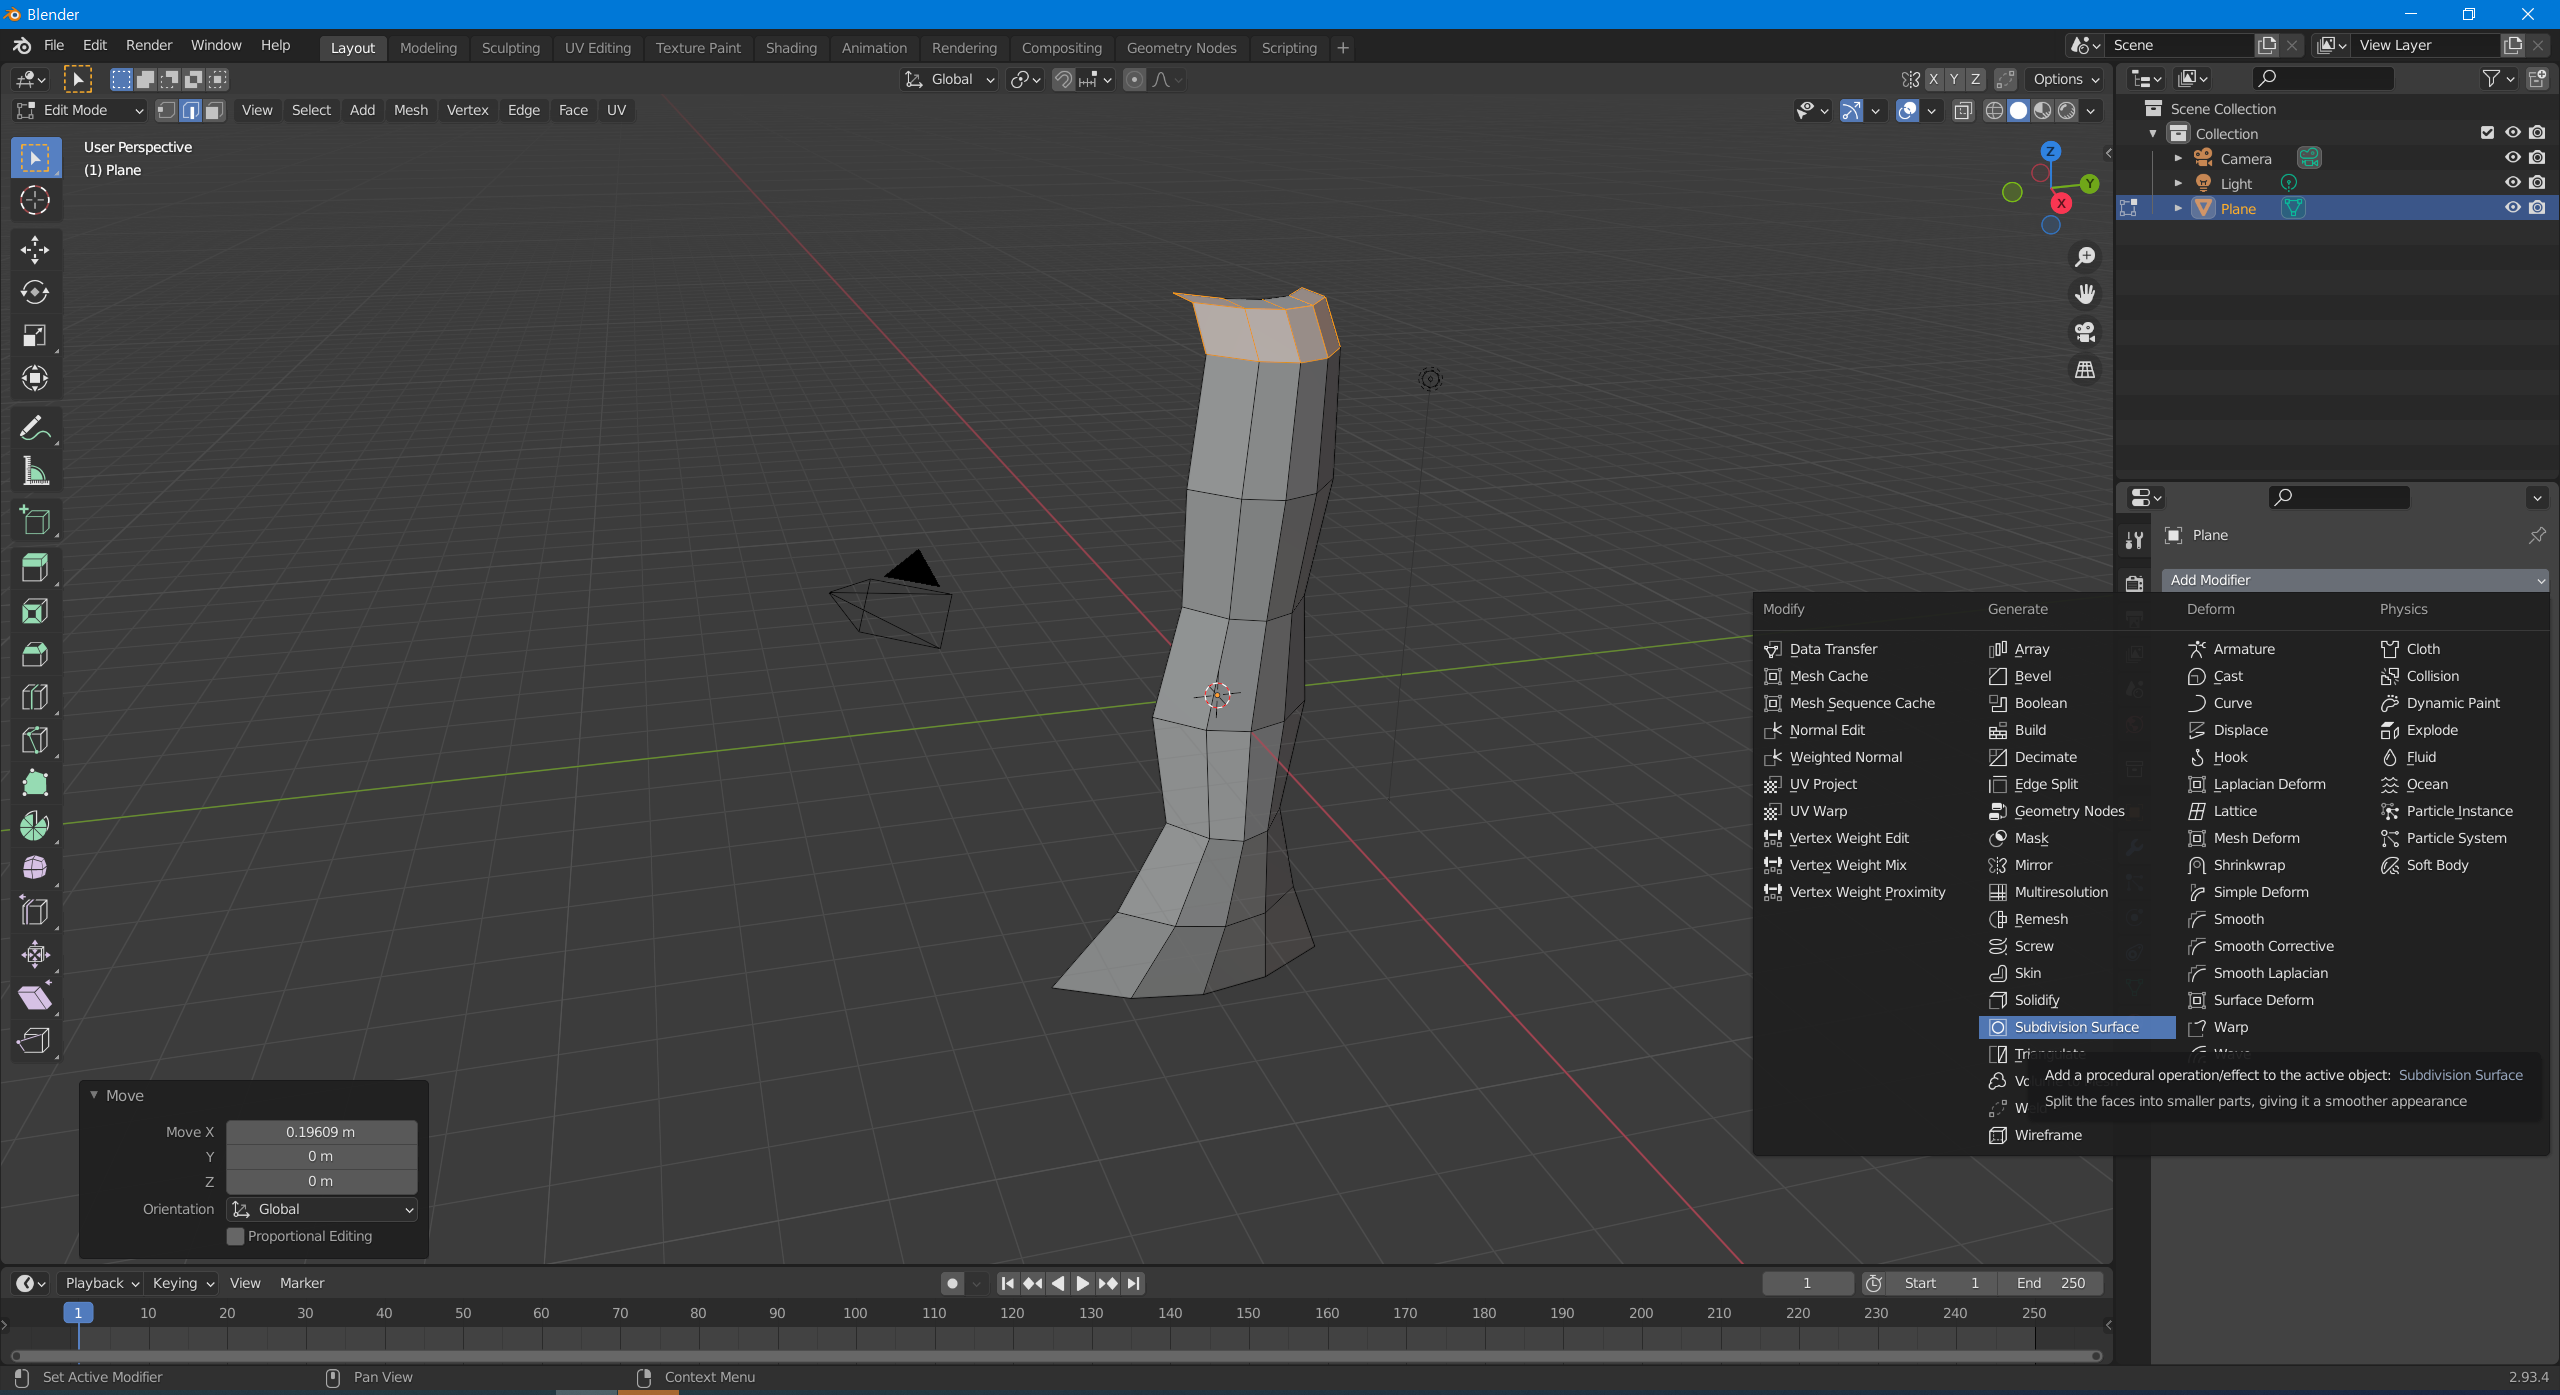 Blender
File Edit Render Window Help Layout Modeling Sculpting UV Editing Texture Paint Shading Animation Rendering Compositing Geometry Nodes Scripting + Scene View Layer
Global X Y Z Options
Edit Mode View Select Add Mesh Vertex Edge Face UV
User Perspective
(1) Plane
Z
Y
X
Scene Collection
Collection
Camera
Light
Plane
Plane
Add Modifier
Modify Generate Deform Physics
Data Transfer Array Armature Cloth
Mesh Cache Bevel Cast Collision
Mesh Sequence Cache Boolean Curve Dynamic Paint
Normal Edit Build Displace Explode
Weighted Normal Decimate Hook Fluid
UV Project Edge Split Laplacian Deform Ocean
UV Warp Geometry Nodes Lattice Particle Instance
Vertex Weight Edit Mask Mesh Deform Particle System
Vertex Weight Mix Mirror Shrinkwrap Soft Body
Vertex Weight Proximity Multiresolution Simple Deform
Remesh Smooth
Screw Smooth Corrective
Skin Smooth Laplacian
Solidify Surface Deform
Subdivision Surface Warp
Triangulate Wave
Add a procedural operation/effect to the active object: Subdivision Surface
Split the faces into smaller parts, giving it a smoother appearance
Wireframe
Move
Move X 0.19609 m
Y 0 m
Z 0 m
Orientation Global
Proportional Editing
Playback Keying View Marker 1 Start 1 End 250
1 10 20 30 40 50 60 70 80 90 100 110 120 130 140 150 160 170 180 190 200 210 220 230 240 250
Set Active Modifier Pan View Context Menu 2.93.4